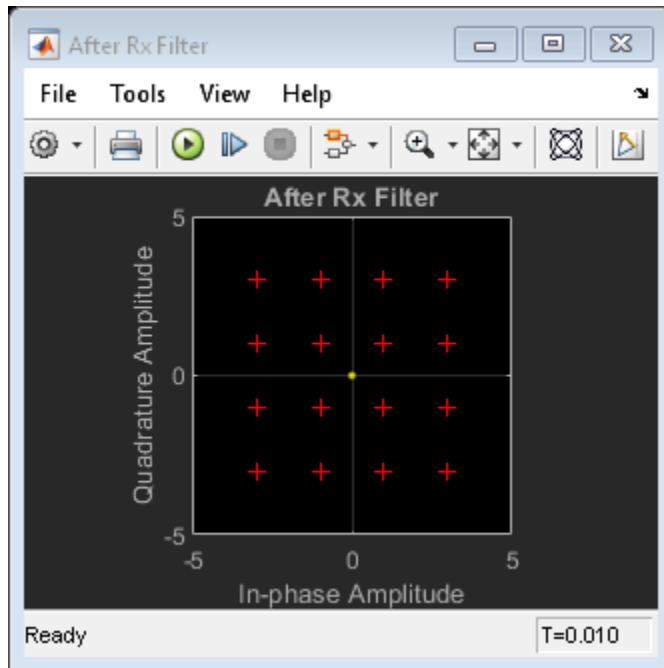 After Rx Filter
File Tools View Help
After Rx Filter
Quadrature Amplitude
5
0
-5
-5 0 5
In-phase Amplitude
Ready T=0.010